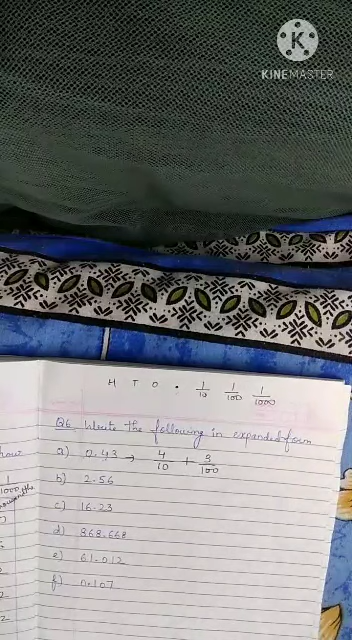 K
KINEMASTER
H T O . 1/10 1/100 1/1000
Q6 Write the following in expanded form
a) 0.43 → 4/10 + 3/100
b) 2.56
c) 16.23
d) 868.668
e) 61.012
f) 0.107